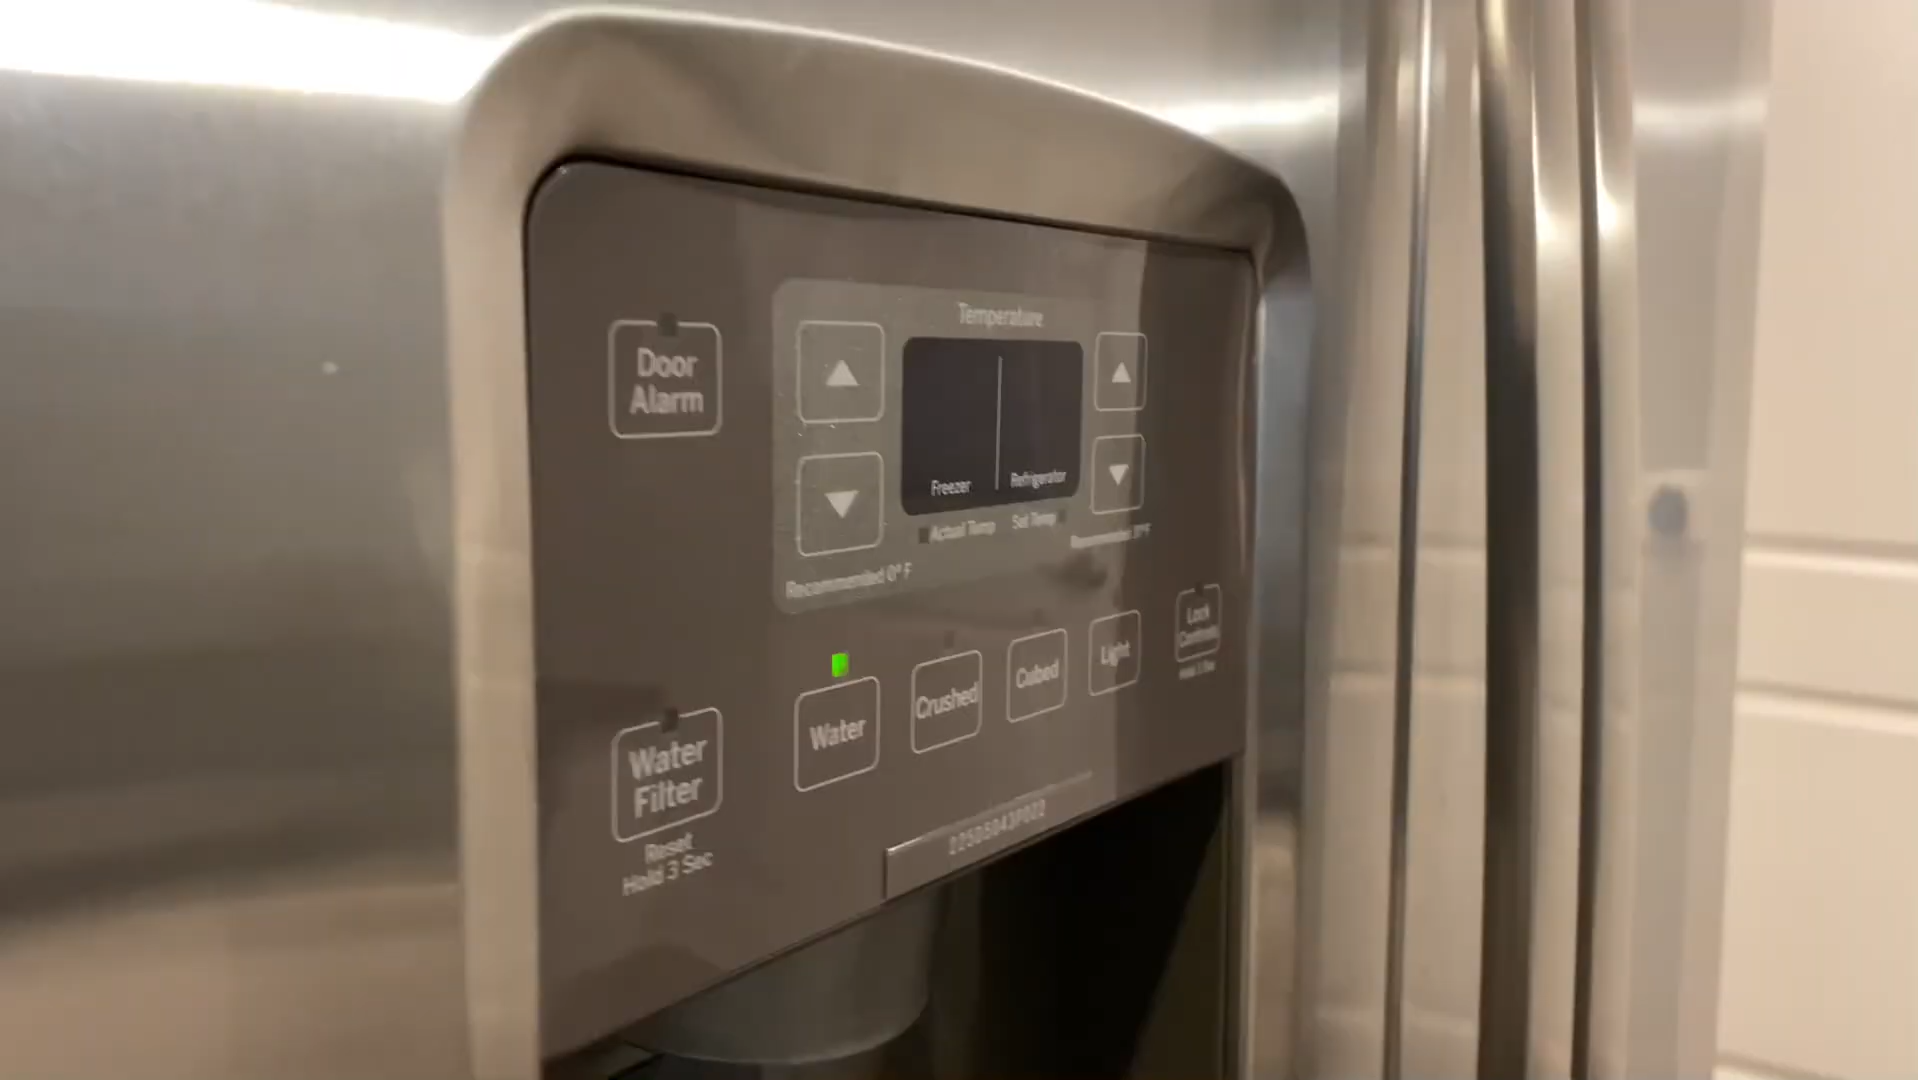 Temperature
Door
Alarm
Freezer
Refrigerator
Actual Temp
Set Temp
Recommended 0° F
Recommended
Water
Crushed
Cubed
Light
Lock
Controls
Water
Filter
Reset
Hold 3 Sec